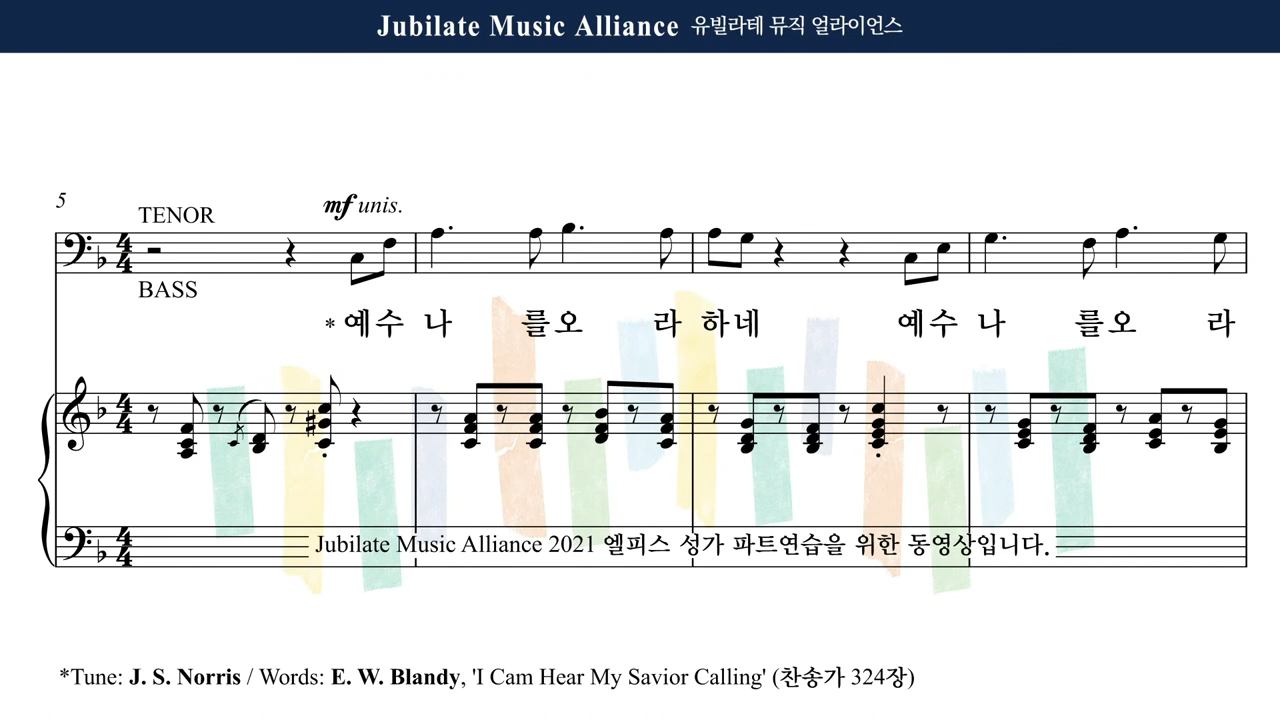 Jubilate Music Alliance 유빌라테 뮤직 얼라이언스
5
TENOR
mf unis.
BASS
* 예수 나 를오 라 하네 예수 나 를오 라
Jubilate Music Alliance 2021 엘피스 성가 파트연습을 위한 동영상입니다.
*Tune: J. S. Norris / Words: E. W. Blandy, 'I Cam Hear My Savior Calling' (찬송가 324장)